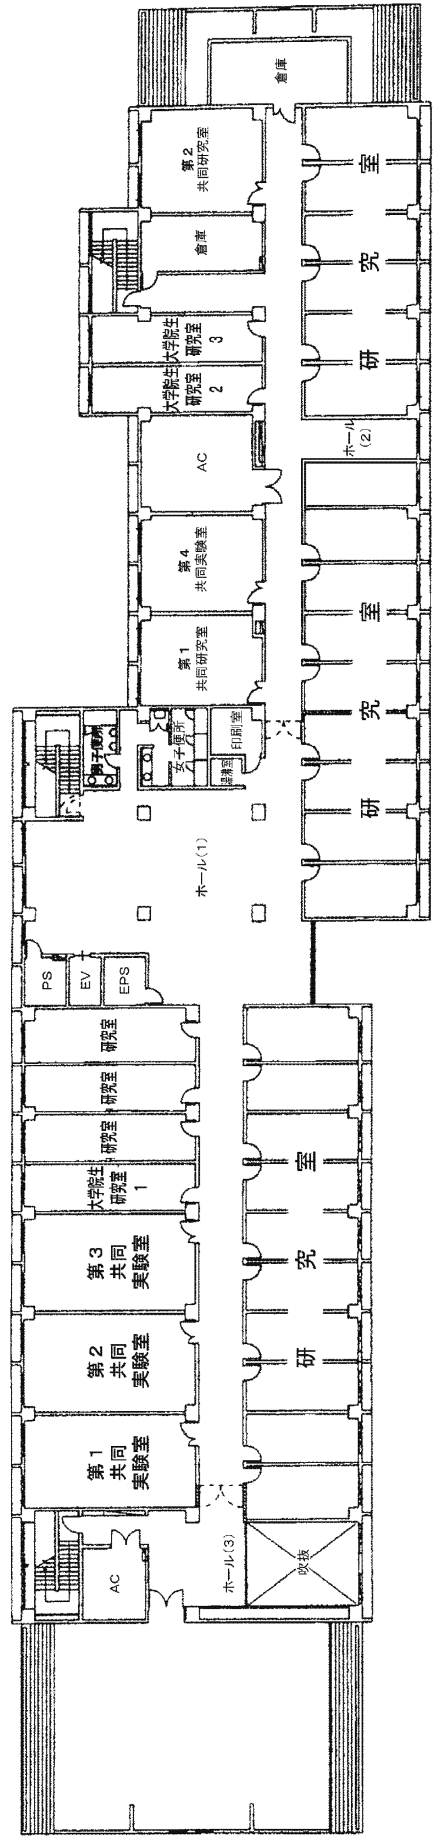 倉庫
第2
共同研究室
倉庫
大学院生
研究室
3
大学院生
研究室
2
AC
第4
共同実験室
第1
共同研究室
研　究　室
ホール
(2)
研　究　室
男子便所
女子便所
印刷室
湯沸室
ホール(1)
PS
EV
EPS
研究室
研究室
研究室
大学院生
研究室
1
第3
共同
実験室
第2
共同
実験室
第1
共同
実験室
研　究　室
AC
ホール(3)
吹抜